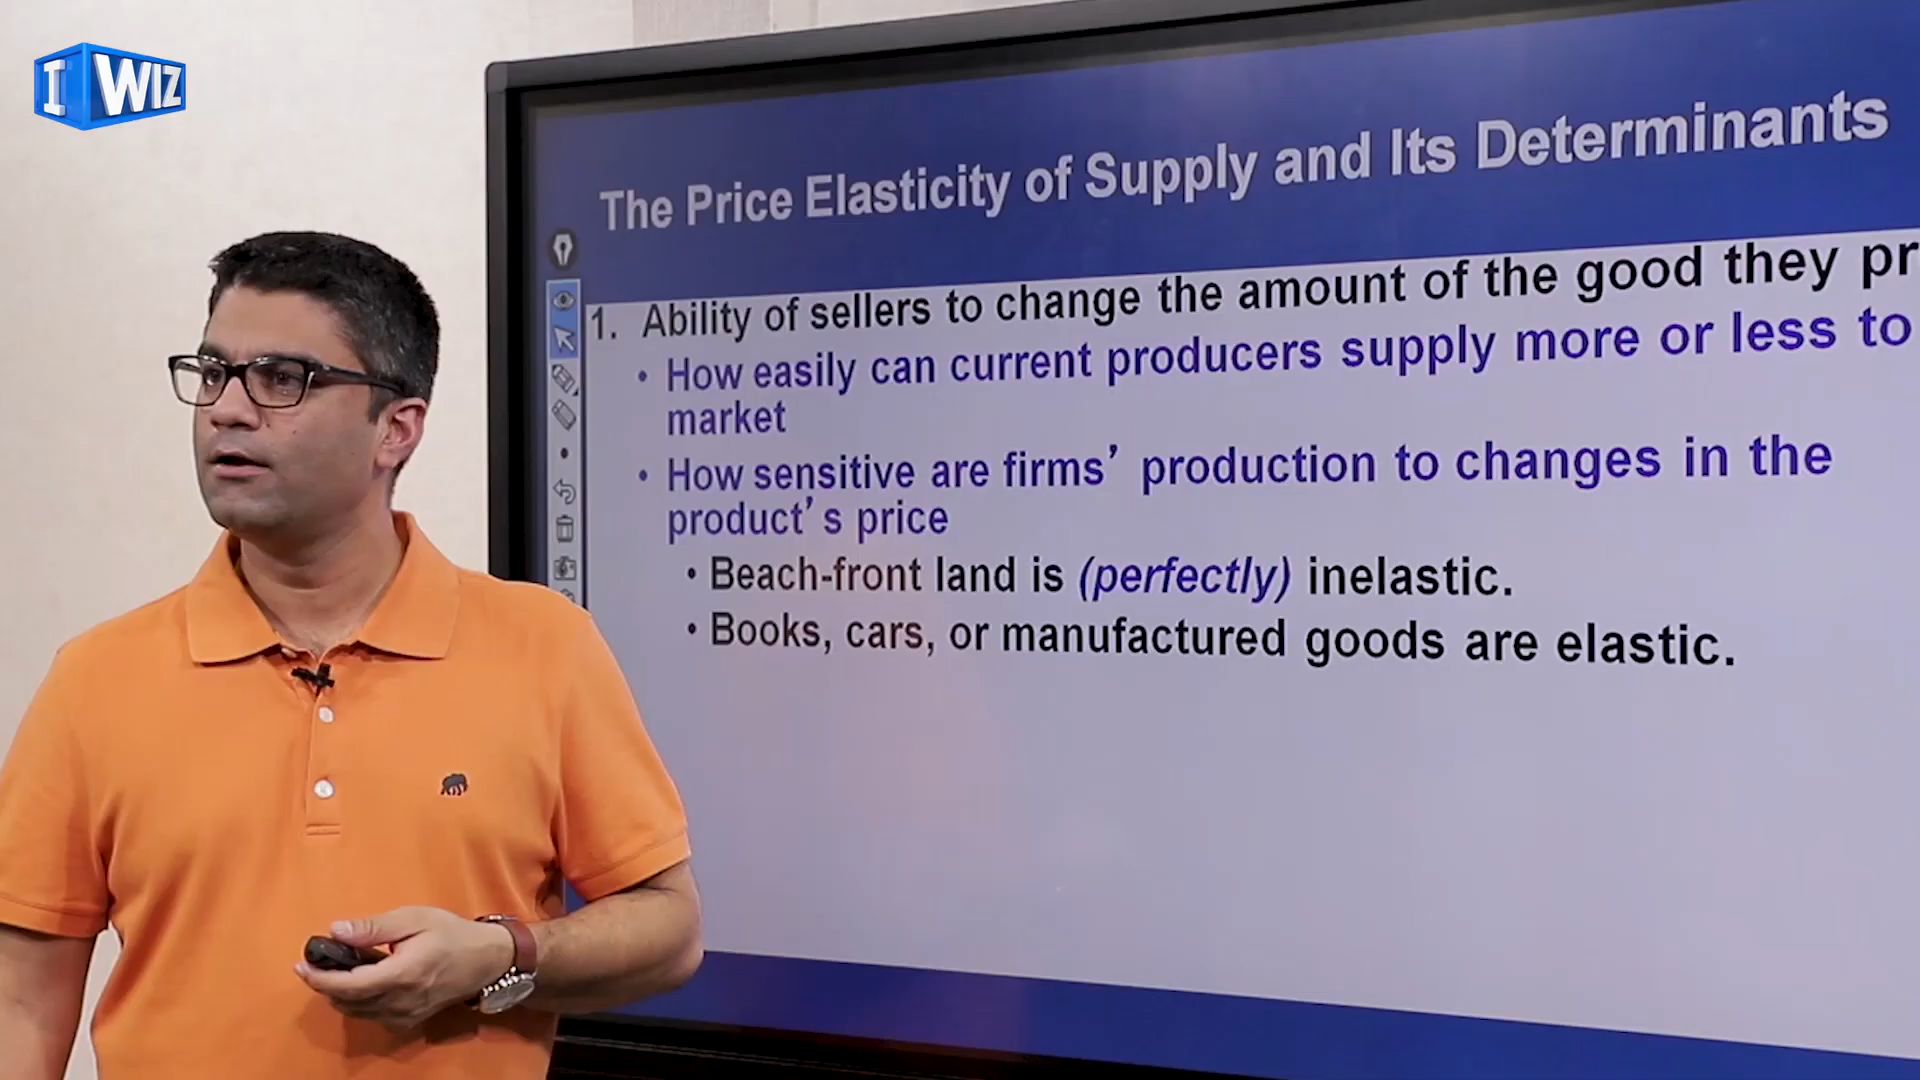 I WIZ
The Price Elasticity of Supply and Its Determinants
1. Ability of sellers to change the amount of the good they pr
• How easily can current producers supply more or less to
market
• How sensitive are firms’ production to changes in the
product’s price
• Beach-front land is (perfectly) inelastic.
• Books, cars, or manufactured goods are elastic.